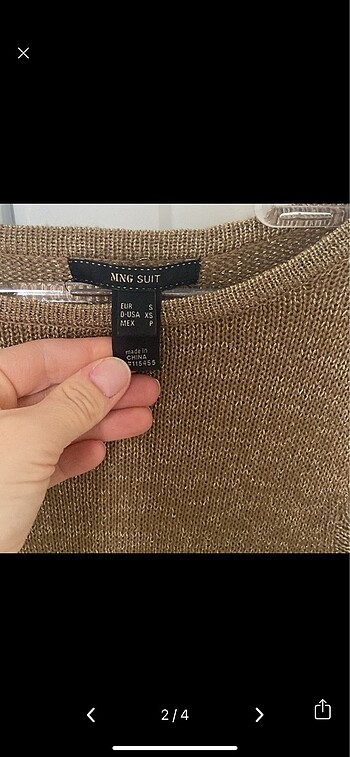 MNG SUIT
EUR S
D-USA XS
MEX P
made in
CHINA
2/4